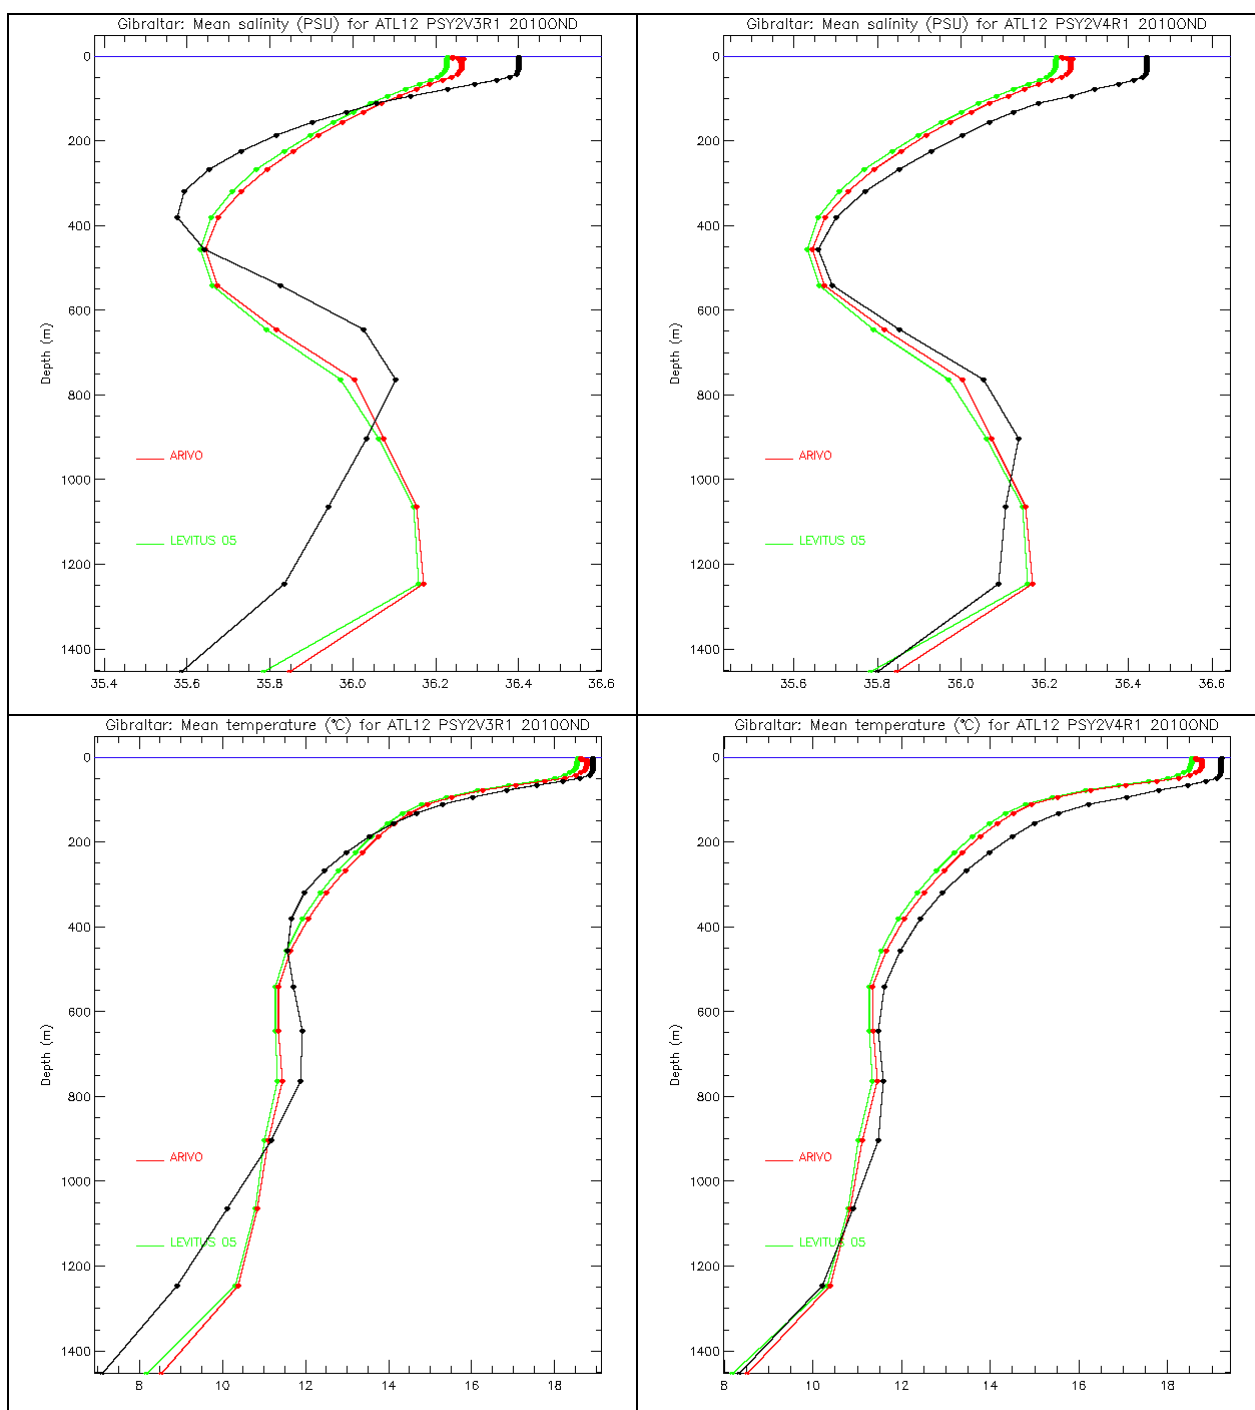 Gibraltar: Mean salinity (PSU) for ATL12 PSY2V3R1 2010OND
0
200
400
600
800
1000
1200
1400
Depth (m)
ARIVO
LEVITUS 05
35.4 35.6 35.8 36.0 36.2 36.4 36.6
Gibraltar: Mean salinity (PSU) for ATL12 PSY2V4R1 2010OND
0
200
400
600
800
1000
1200
1400
Depth (m)
ARIVO
LEVITUS 05
35.6 35.8 36.0 36.2 36.4 36.6
Gibraltar: Mean temperature (°C) for ATL12 PSY2V3R1 2010OND
0
200
400
600
800
1000
1200
1400
Depth (m)
ARIVO
LEVITUS 05
8 10 12 14 16 18
Gibraltar: Mean temperature (°C) for ATL12 PSY2V4R1 2010OND
0
200
400
600
800
1000
1200
1400
Depth (m)
ARIVO
LEVITUS 05
8 10 12 14 16 18